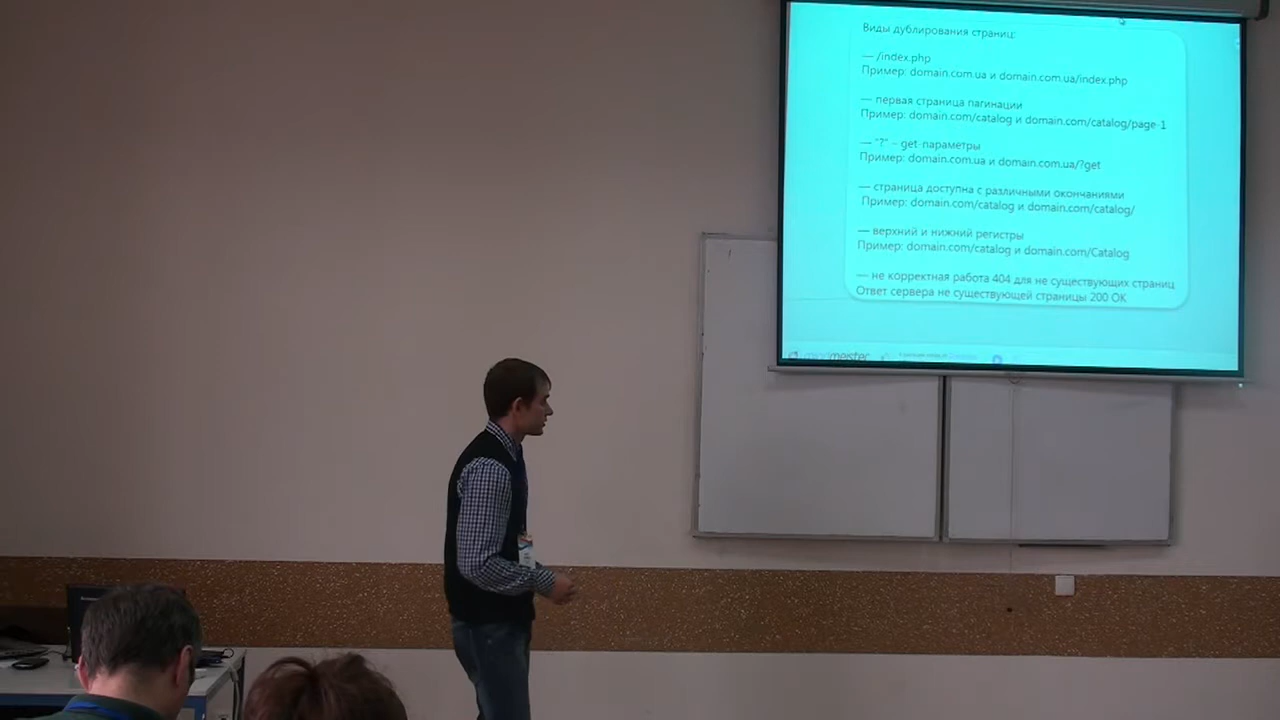 Виды дублирования страниц:
— /index.php
Пример: domain.com.ua и domain.com.ua/index.php
— первая страница пагинации
Пример: domain.com/catalog и domain.com/catalog/page-1
— "?" – get-параметры
Пример: domain.com.ua и domain.com.ua/?get
— страница доступна с различными окончаниями
Пример: domain.com/catalog и domain.com/catalog/
— верхний и нижний регистры
Пример: domain.com/catalog и domain.com/Catalog
— не корректная работа 404 для не существующих страниц
Ответ сервера не существующей страницы 200 OK
mindmeister